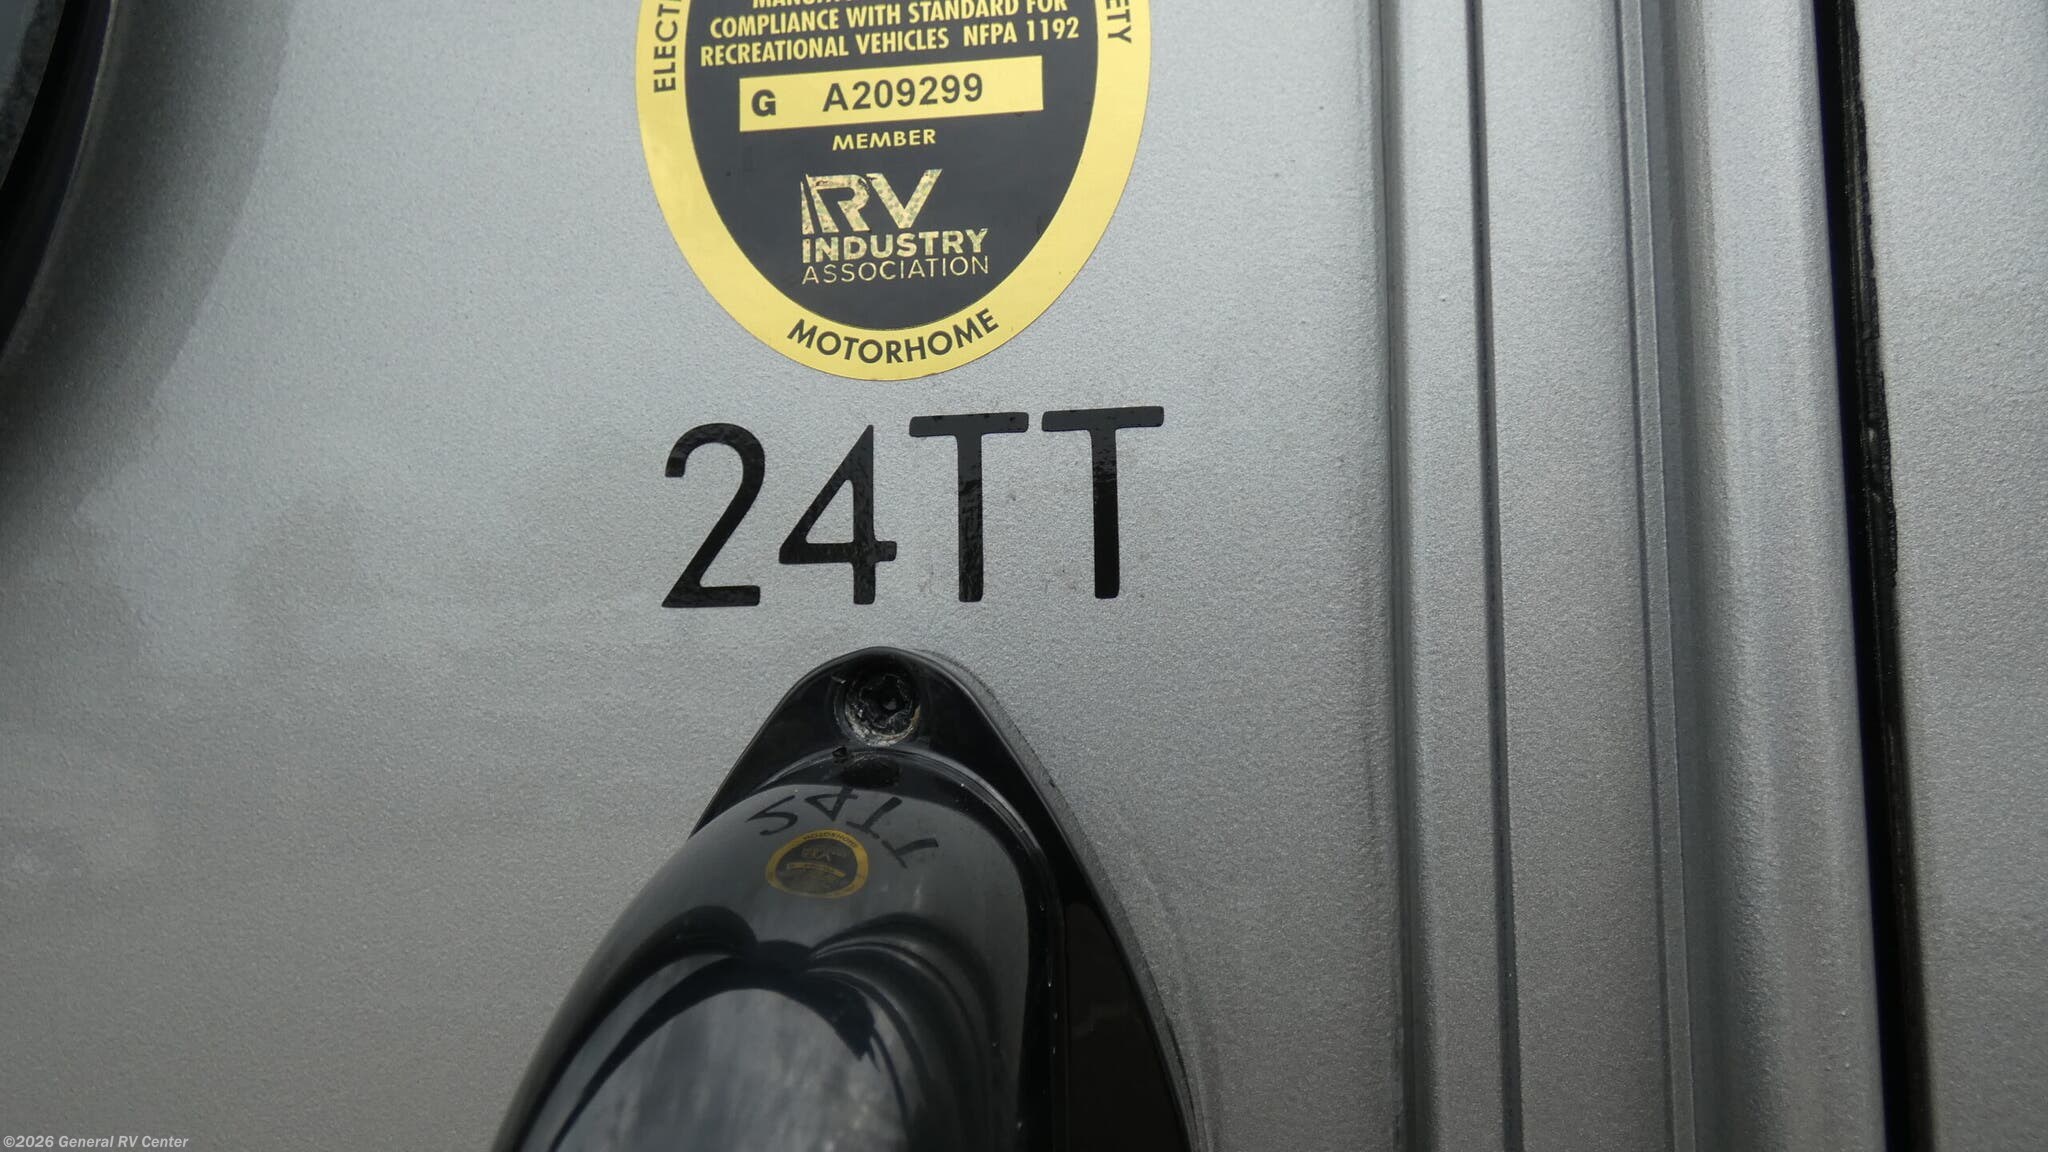 COMPLIANCE WITH STANDARD FOR
RECREATIONAL VEHICLES NFPA 1192
G A209299
MEMBER
RV
INDUSTRY
ASSOCIATION
MOTORHOME
24TT
©2026 General RV Center